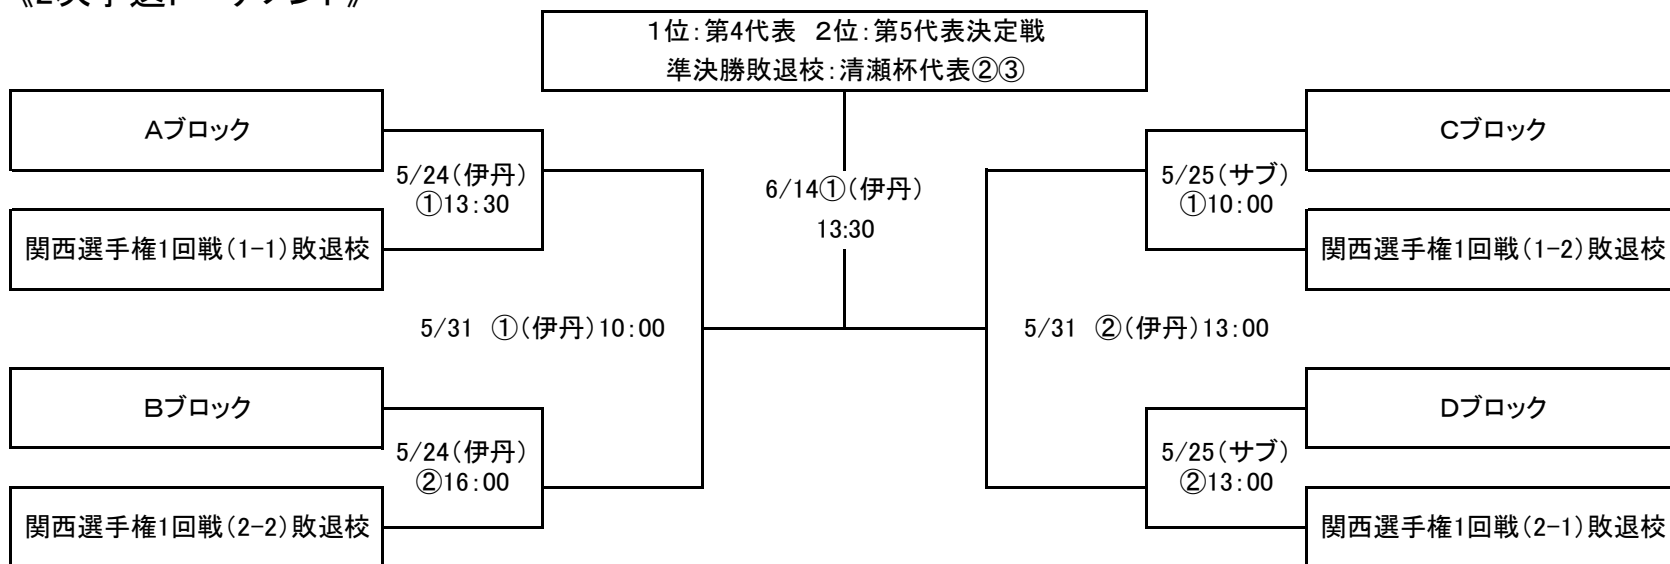 １位：第4代表　２位：第5代表決定戦
準決勝敗退校：清瀬杯代表②③
Ａブロック
5/24（伊丹）
①13：30
関西選手権1回戦（1-1）敗退校
6/14①（伊丹）
13:30
5/25（サブ）
①10：00
Ｃブロック
関西選手権1回戦（1-2）敗退校
5/31　①（伊丹）10：00
5/31　②（伊丹）13：00
Ｂブロック
5/24（伊丹）
②16：00
関西選手権1回戦（2-2）敗退校
5/25（サブ）
②13：00
Ｄブロック
関西選手権1回戦（2-1）敗退校